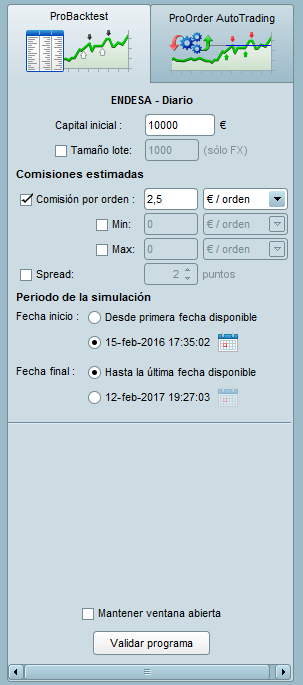 ProBacktest
ProOrder AutoTrading
ENDESA - Diario
Capital inicial : 10000 €
Tamaño lote: 1000 (sólo FX)
Comisiones estimadas
Comisión por orden : 2,5 € / orden
Min: 0 € / orden
Max: 0 € / orden
Spread: 2 puntos
Periodo de la simulación
Fecha inicio : Desde primera fecha disponible
15-feb-2016 17:35:02
Fecha final : Hasta la última fecha disponible
12-feb-2017 19:27:03
Mantener ventana abierta
Validar programa